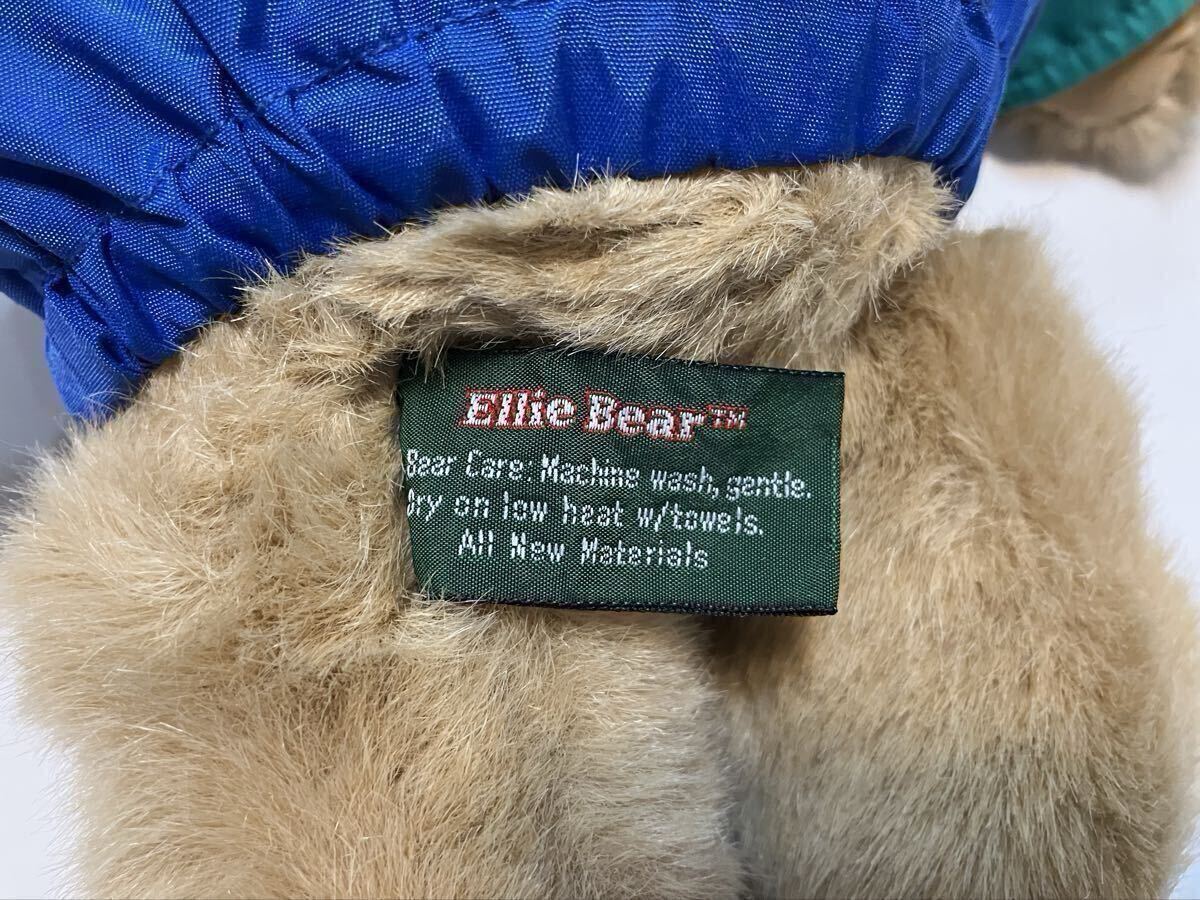 Ellie Bear™
Bear Care: Machine wash, gentle.
Dry on low heat w/towels.
All New Materials